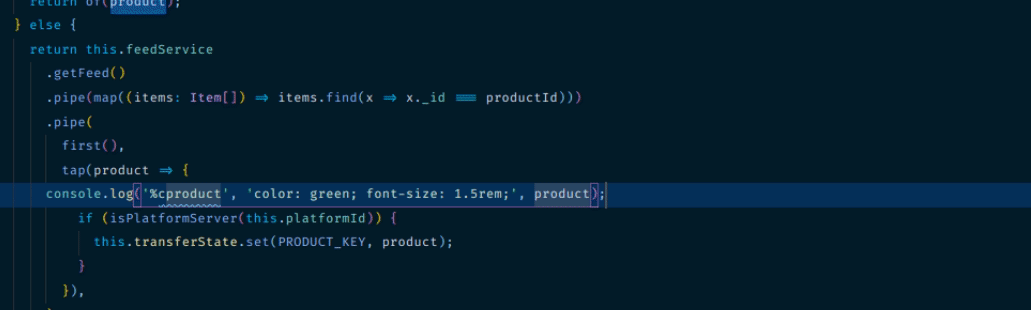 return of(product);
} else {
return this.feedService
.getFeed()
.pipe(map((items: Item[]) => items.find(x => x._id === productId)))
.pipe(
first(),
tap(product => {
console.log('%cproduct', 'color: green; font-size: 1.5rem;', product);
if (isPlatformServer(this.platformId)) {
this.transferState.set(PRODUCT_KEY, product);
}
}),